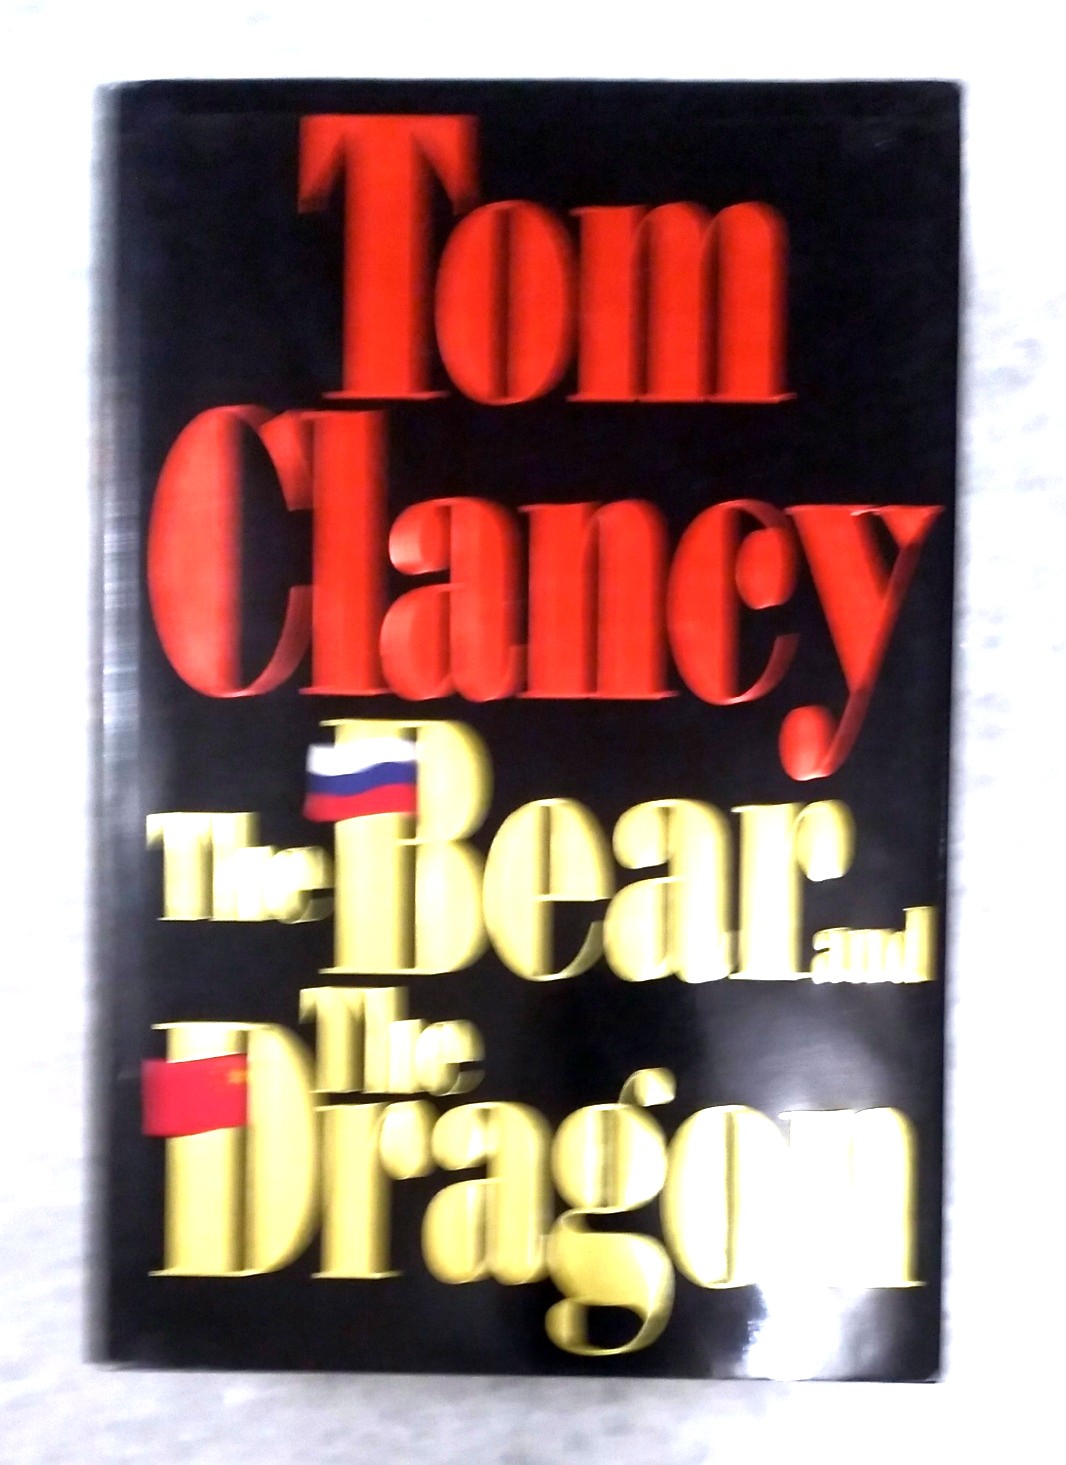 Tom
Clancy
The Bear and
The
Dragon